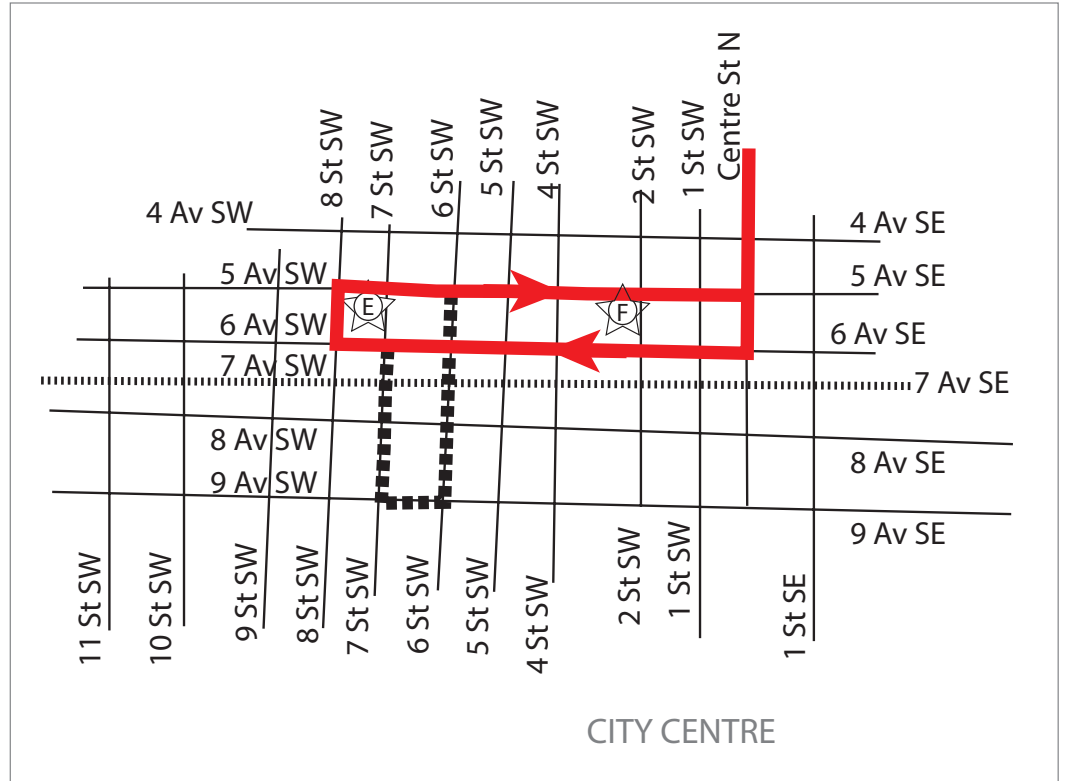 8 St SW
7 St SW
6 St SW
5 St SW
4 St SW
2 St SW
1 St SW
Centre St N
4 Av SW
4 Av SE
5 Av SW
5 Av SE
E
F
6 Av SW
6 Av SE
7 Av SW
7 Av SE
8 Av SW
8 Av SE
9 Av SW
9 Av SE
11 St SW
10 St SW
9 St SW
8 St SW
7 St SW
6 St SW
5 St SW
4 St SW
2 St SW
1 St SW
1 St SE
CITY CENTRE